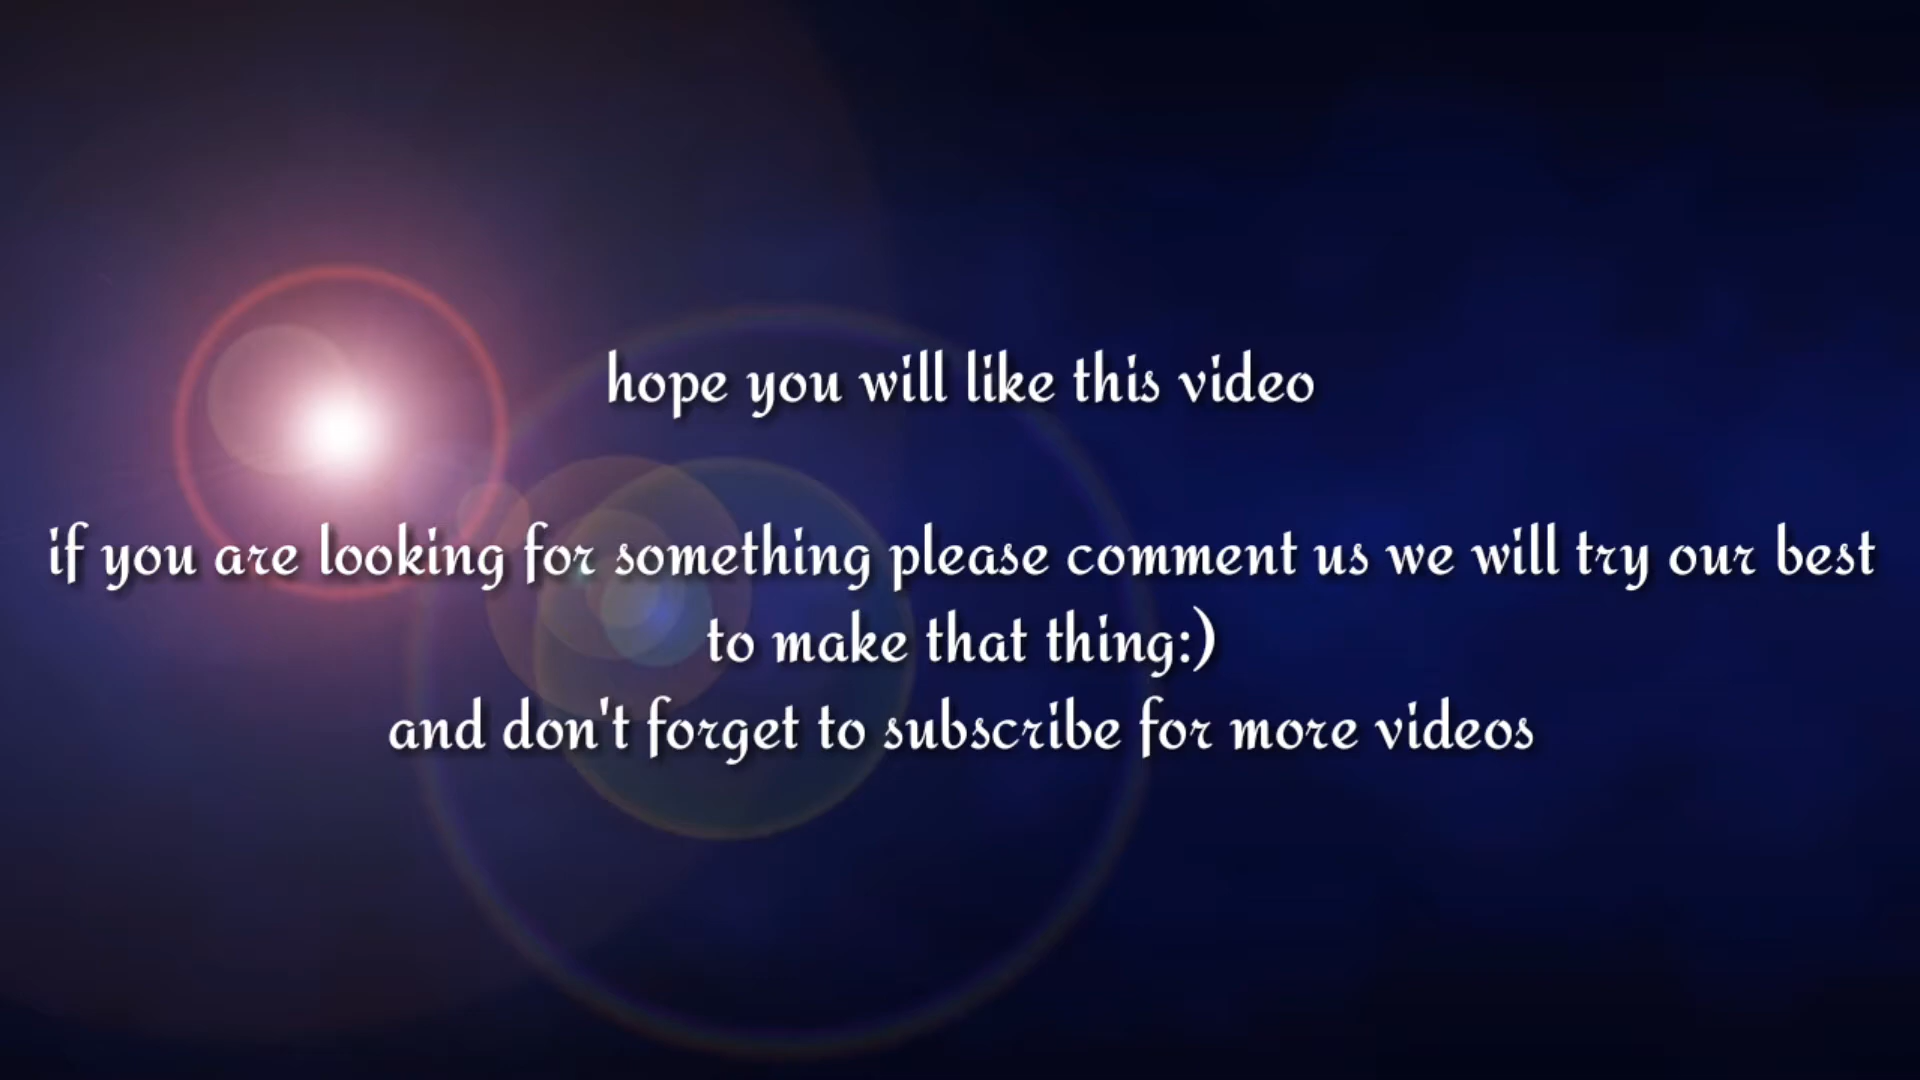 hope you will like this video
if you are looking for something please comment us we will try our best
to make that thing:)
and don't forget to subscribe for more videos